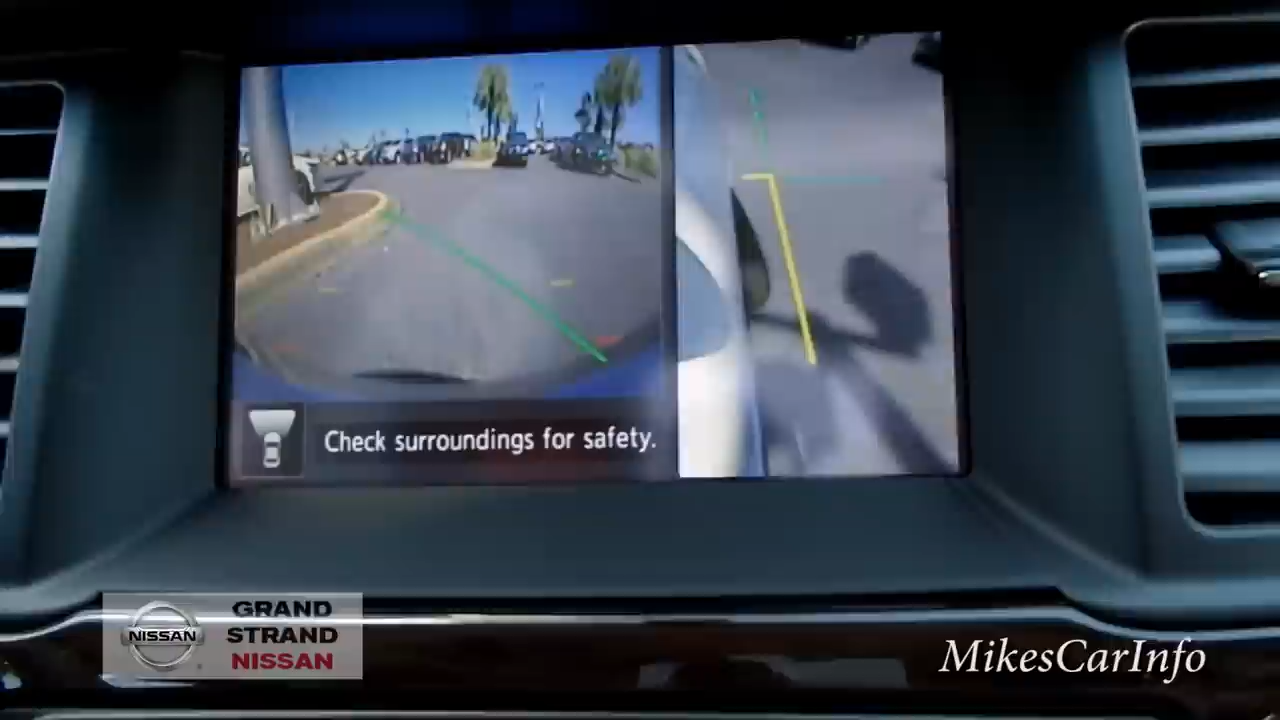 Check surroundings for safety.
NISSAN
GRAND
STRAND
NISSAN
MikesCarInfo